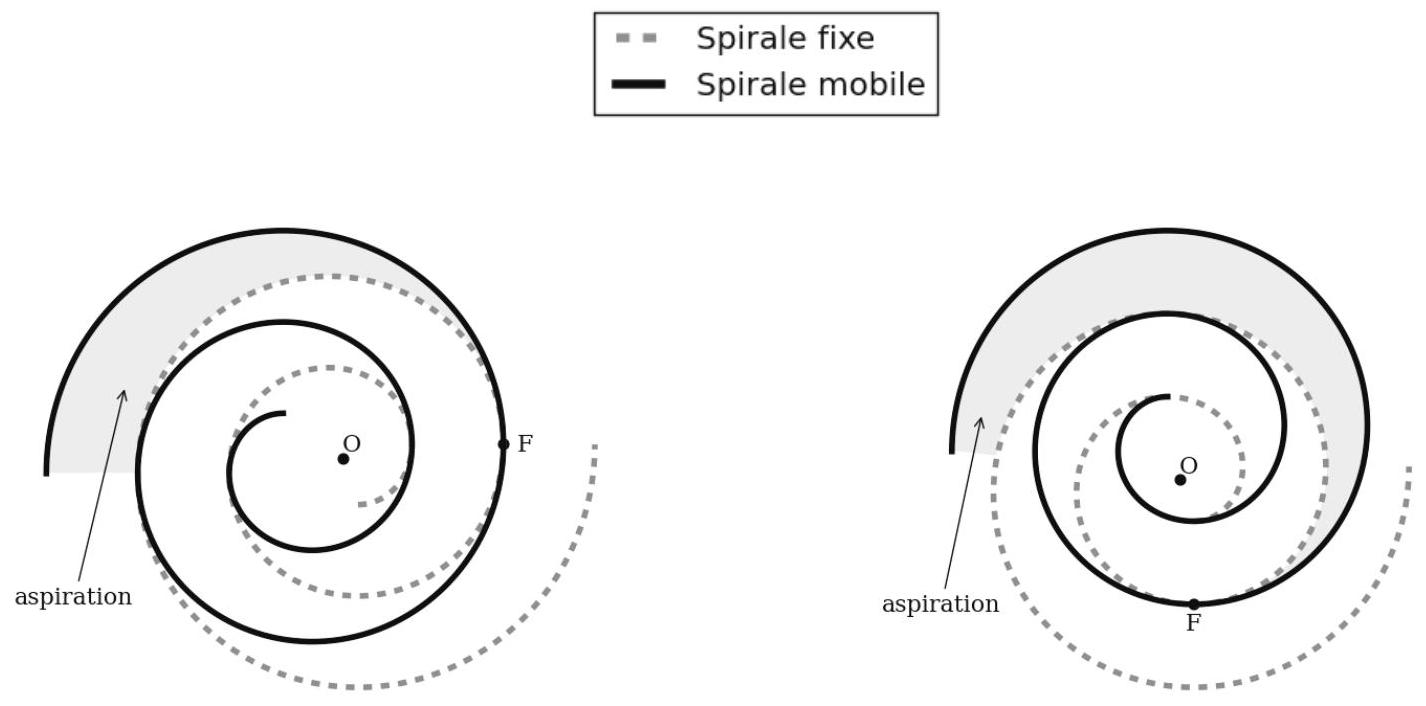 Spirale fixe
Spirale mobile
O
F
aspiration
O
aspiration
F